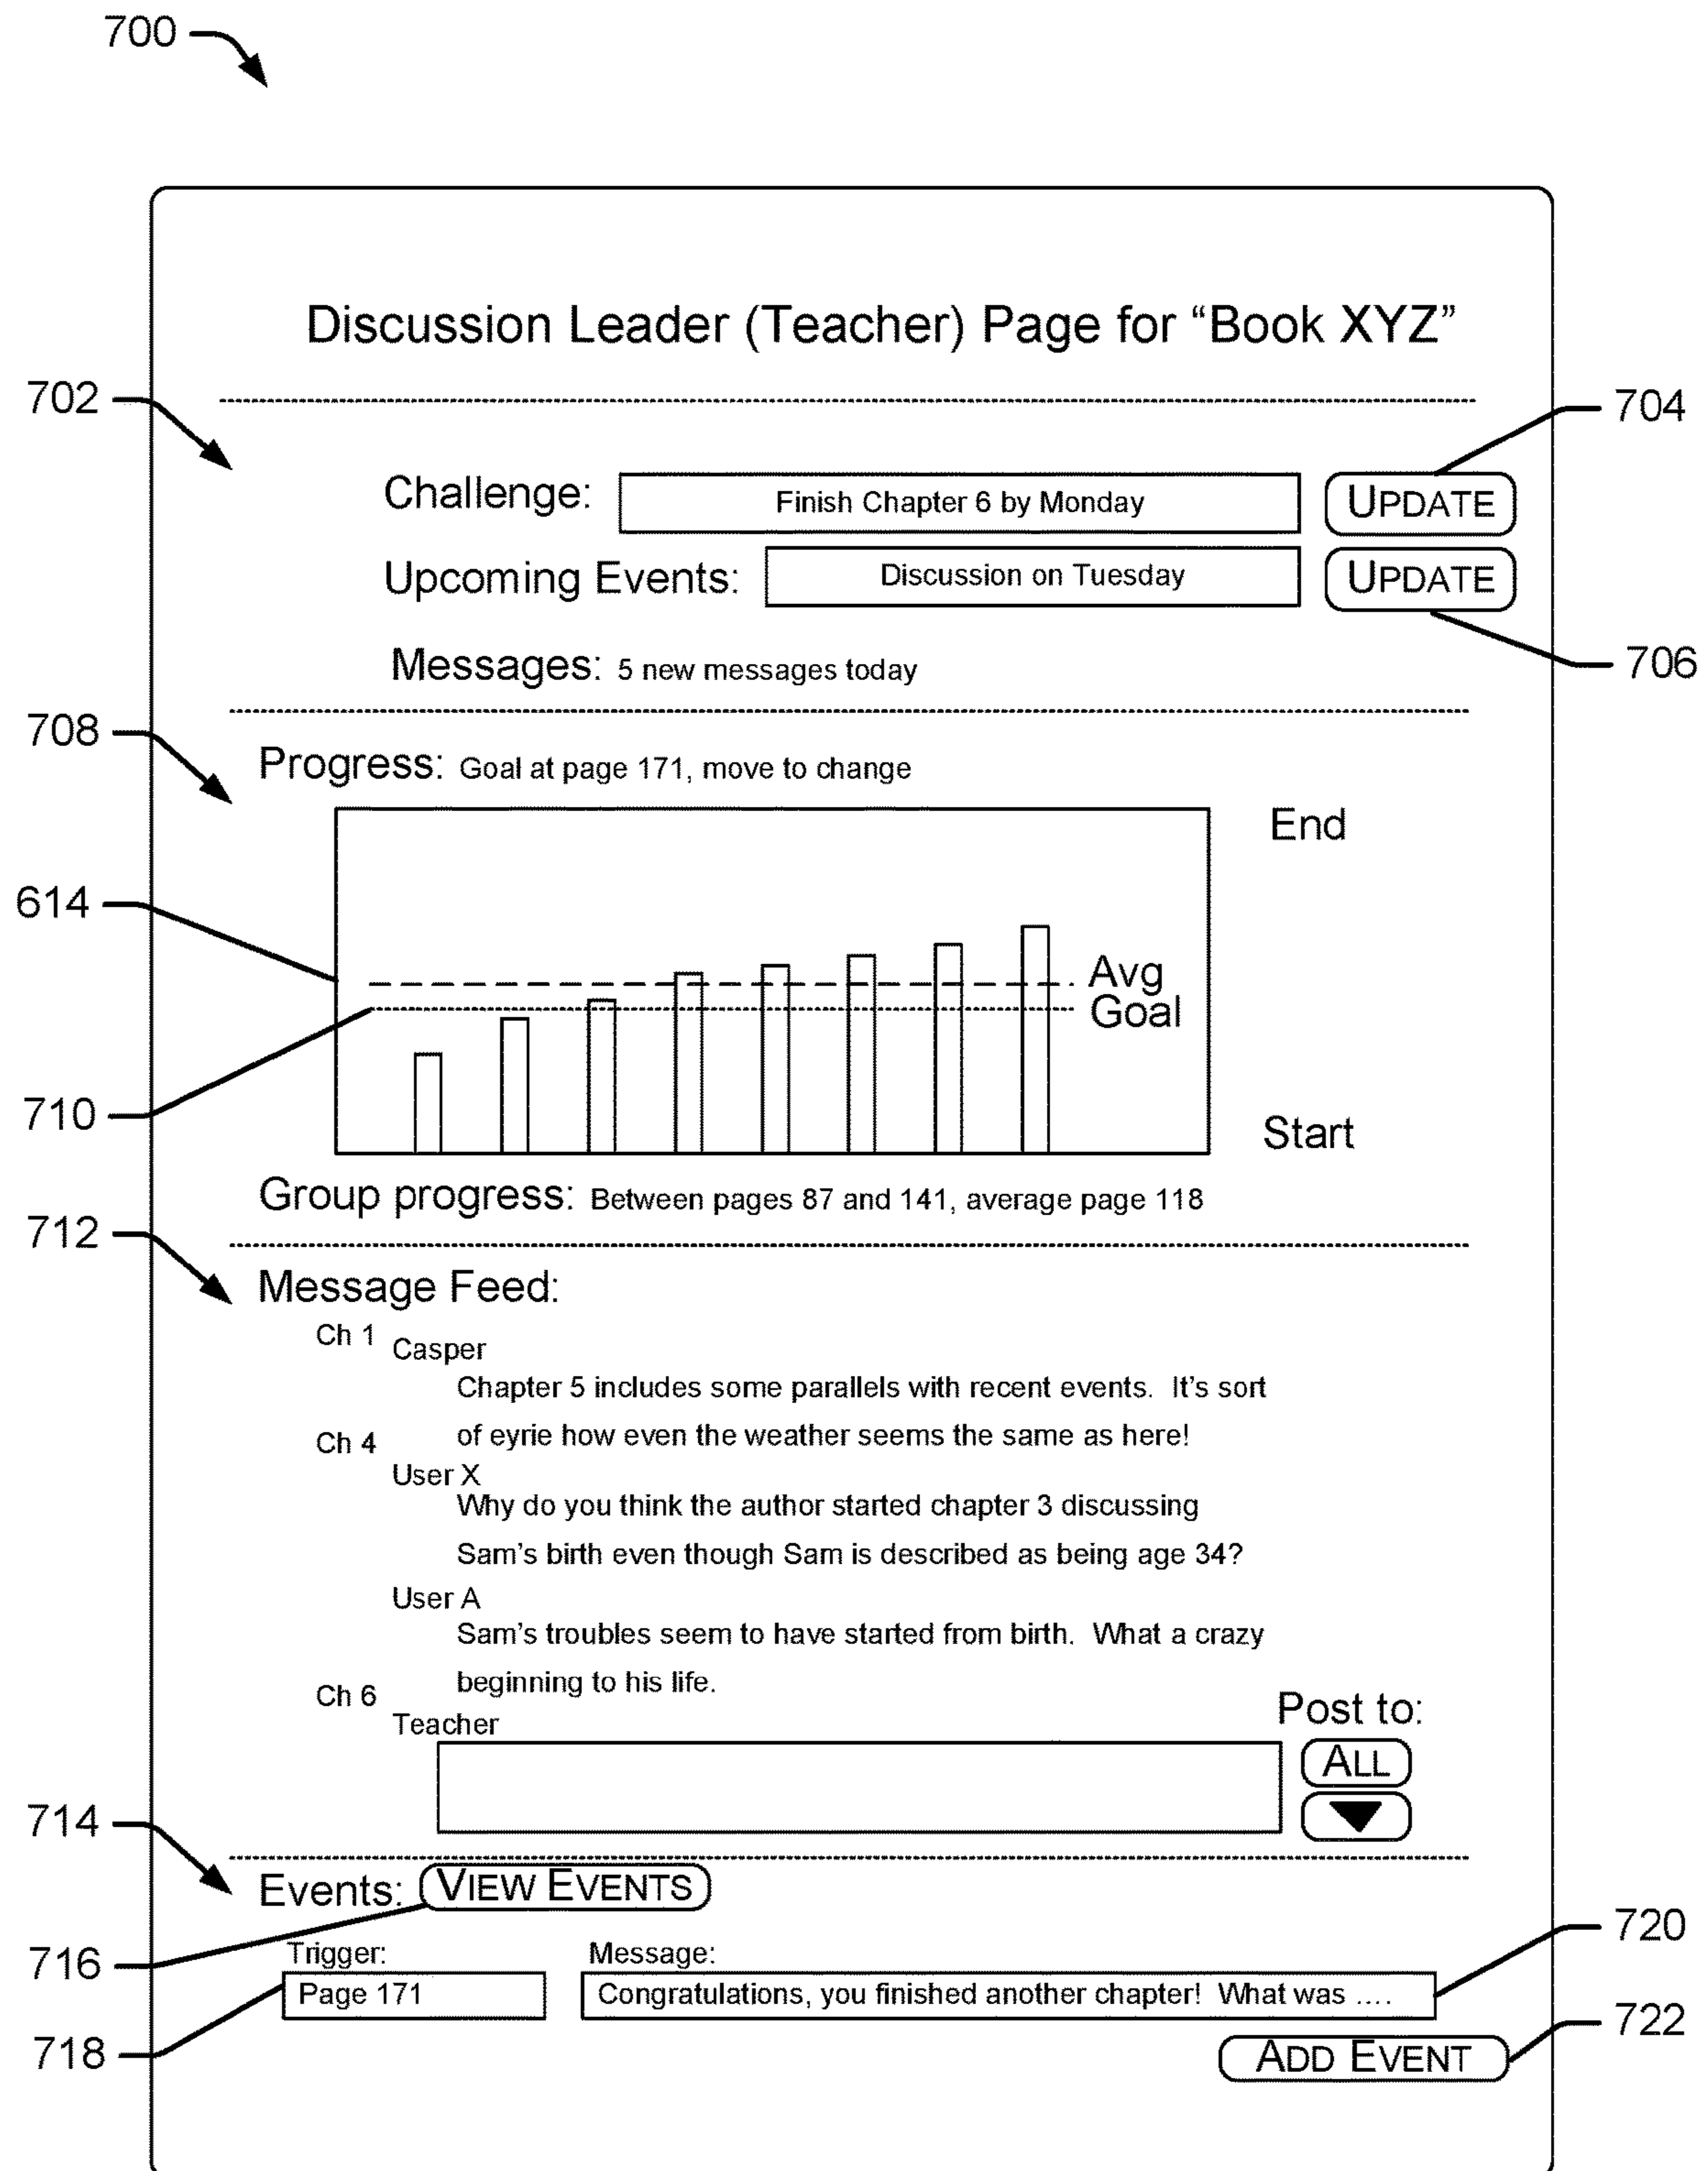 700
Discussion Leader (Teacher) Page for “Book XYZ”
702
704
Challenge: Finish Chapter 6 by Monday UPDATE
Upcoming Events: Discussion on Tuesday UPDATE
706
Messages: 5 new messages today
708
Progress: Goal at page 171, move to change
End
614
Avg
Goal
710
Start
Group progress: Between pages 87 and 141, average page 118
712
Message Feed:
Ch 1
Casper
Chapter 5 includes some parallels with recent events. It’s sort
of eyrie how even the weather seems the same as here!
Ch 4
User X
Why do you think the author started chapter 3 discussing
Sam’s birth even though Sam is described as being age 34?
User A
Sam’s troubles seem to have started from birth. What a crazy
beginning to his life.
Ch 6
Teacher
Post to:
ALL
714
Events: VIEW EVENTS
716
720
Trigger: Message:
Page 171 Congratulations, you finished another chapter! What was ....
718
722
ADD EVENT